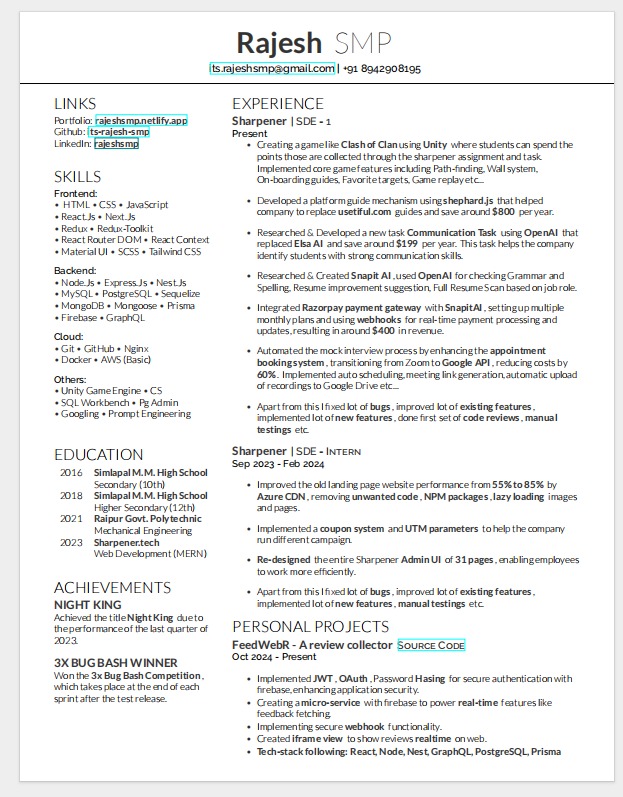 Rajesh SMP
ts.rajeshsmp@gmail.com | +91 8942908195
LINKS
Portfolio: rajeshsmp.netlify.app
Github: ts-rajesh-smp
LinkedIn: rajeshsmp
SKILLS
Frontend:
• HTML • CSS • JavaScript
• React.Js • Next.Js
• Redux • Redux-Toolkit
• React Router DOM • React Context
• Material UI • SCSS • Tailwind CSS
Backend:
• Node.Js • Express.Js • Nest.Js
• MySQL • PostgreSQL • Sequelize
• MongoDB • Mongoose • Prisma
• Firebase • GraphQL
Cloud:
• Git • GitHub • Nginx
• Docker • AWS (Basic)
Others:
• Unity Game Engine • CS
• SQL Workbench • Pg Admin
• Googling • Prompt Engineering
EDUCATION
2016 Simlapal M.M. High School
Secondary (10th)
2018 Simlapal M.M. High School
Higher Secondary (12th)
2021 Raipur Govt. Polytechnic
Mechanical Engineering
2023 Sharpener.tech
Web Development (MERN)
ACHIEVEMENTS
NIGHT KING
Achieved the title Night King due to
the performance of the last quarter of
2023.
3X BUG BASH WINNER
Won the 3x Bug Bash Competition,
which takes place at the end of each
sprint after the test release.
EXPERIENCE
Sharpener | SDE - 1
Present
• Creating a game like Clash of Clan using Unity where students can spend the
points those are collected through the sharpener assignment and task.
Implemented core game features including Path-finding, Wall system,
On-boarding guides, Favorite targets, Game replay etc...
• Developed a platform guide mechanism using shephard.js that helped
company to replace usetiful.com guides and save around $800 per year.
• Researched & Developed a new task Communication Task using OpenAI that
replaced Elsa AI and save around $199 per year. This task helps the company
identify students with strong communication skills.
• Researched & Created Snapit AI, used OpenAI for checking Grammar and
Spelling, Resume improvement suggestion, Full Resume Scan based on job role.
• Integrated Razorpay payment gateway with SnapitAI, setting up multiple
monthly plans and using webhooks for real-time payment processing and
updates, resulting in around $400 in revenue.
• Automated the mock interview process by enhancing the appointment
booking system, transitioning from Zoom to Google API, reducing costs by
60%. Implemented auto scheduling, meeting link generation, automatic upload
of recordings to Google Drive etc...
• Apart from this I fixed lot of bugs, improved lot of existing features,
implemented lot of new features, done first set of code reviews, manual
testings etc.
Sharpener | SDE - INTERN
Sep 2023 - Feb 2024
• Improved the old landing page website performance from 55% to 85% by
Azure CDN, removing unwanted code, NPM packages, lazy loading images
and pages.
• Implemented a coupon system and UTM parameters to help the company
run different campaign.
• Re-designed the entire Sharpener Admin UI of 31 pages, enabling employees
to work more efficiently.
• Apart from this I fixed lot of bugs, improved lot of existing features,
implemented lot of new features, manual testings etc.
PERSONAL PROJECTS
FeedWebR - A review collector SOURCE CODE
Oct 2024 - Present
• Implemented JWT, OAuth, Password Hasing for secure authentication with
firebase, enhancing application security.
• Creating a micro-service with firebase to power real-time features like
feedback fetching.
• Implementing secure webhook functionality.
• Created iframe view to show reviews realtime on web.
• Tech-stack following: React, Node, Nest, GraphQL, PostgreSQL, Prisma